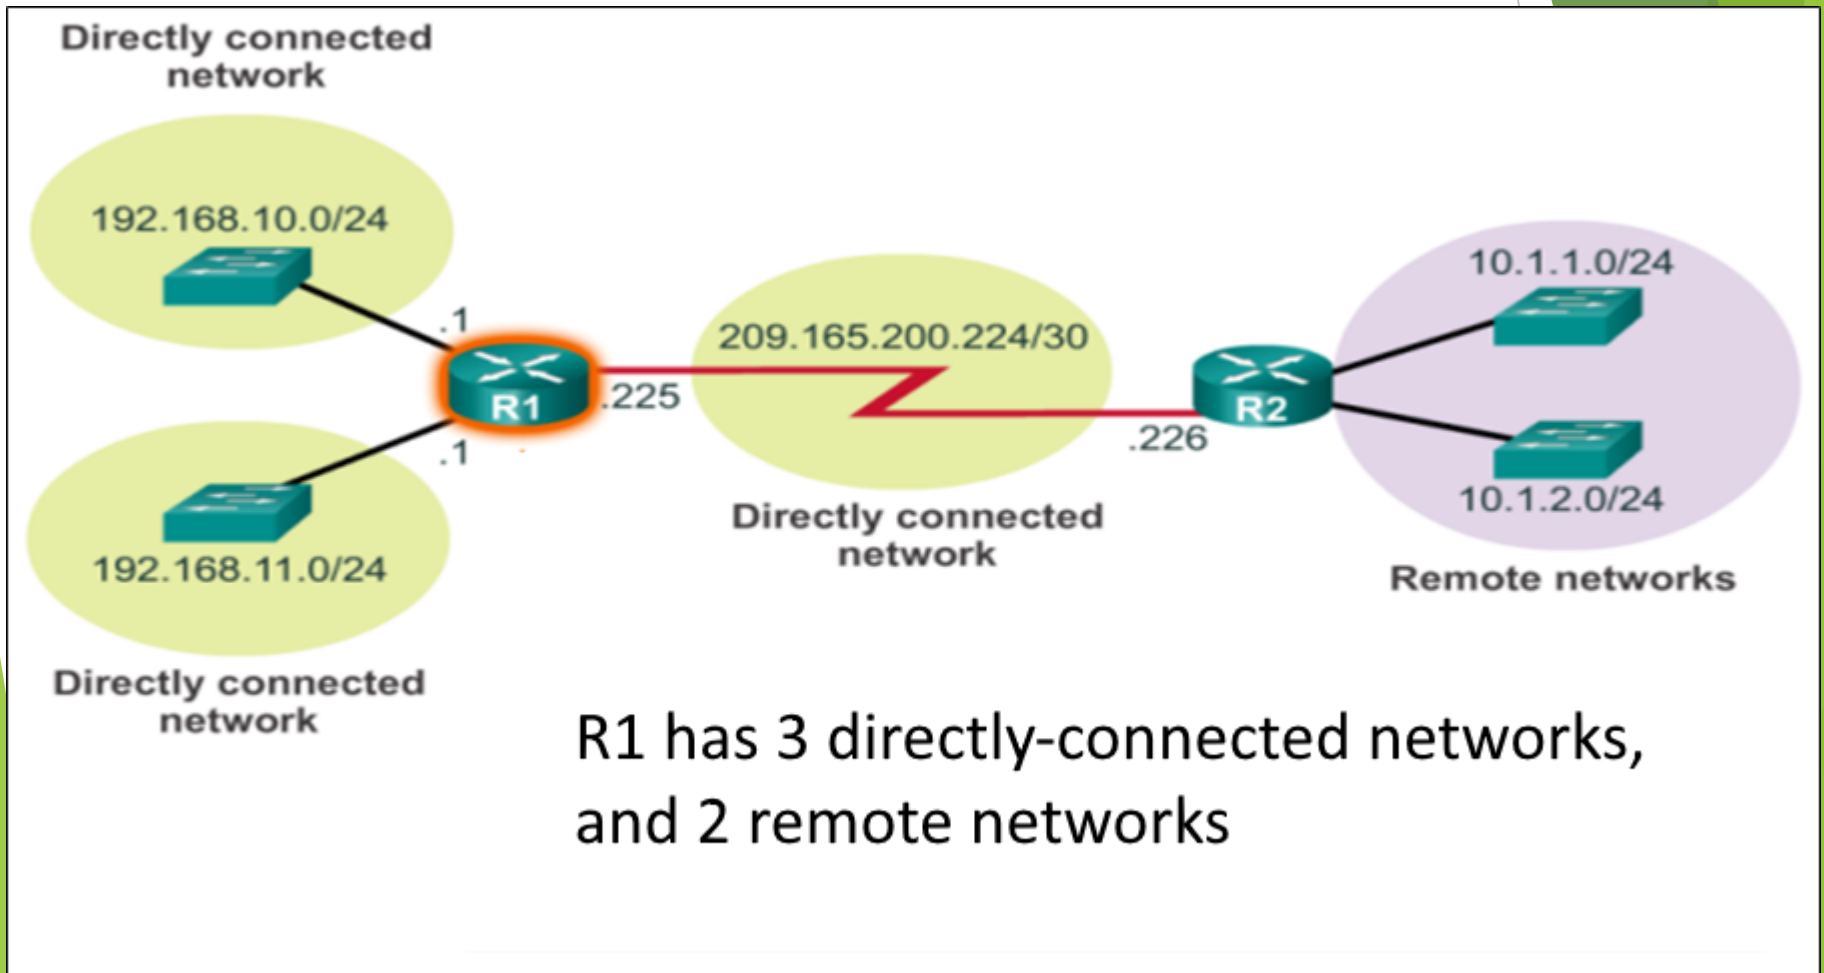 Directly connected
network
192.168.10.0/24
.1
R1
.225
.1
192.168.11.0/24
Directly connected
network
209.165.200.224/30
Directly connected
network
R2
.226
10.1.1.0/24
10.1.2.0/24
Remote networks
R1 has 3 directly-connected networks,
and 2 remote networks